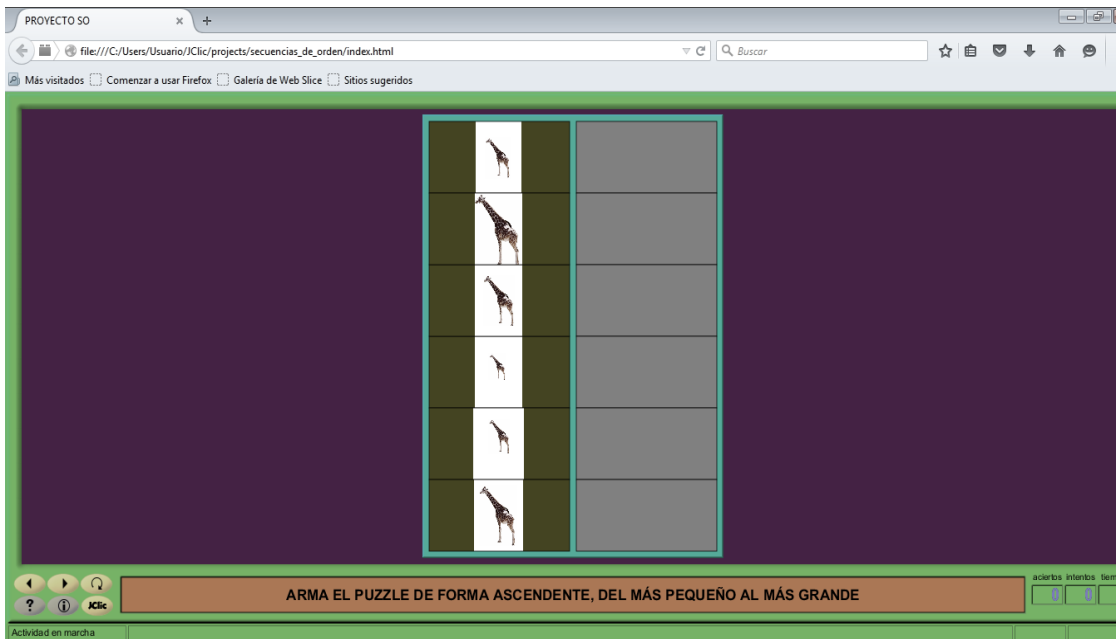 PROYECTO SO
file:///C:/Users/Usuario/JClic/projects/secuencias_de_orden/index.html
Buscar
Más visitados Comenzar a usar Firefox Galería de Web Slice Sitios sugeridos
aciertos intentos tiem
0 0
ARMA EL PUZZLE DE FORMA ASCENDENTE, DEL MÁS PEQUEÑO AL MÁS GRANDE
? i JClic
Actividad en marcha